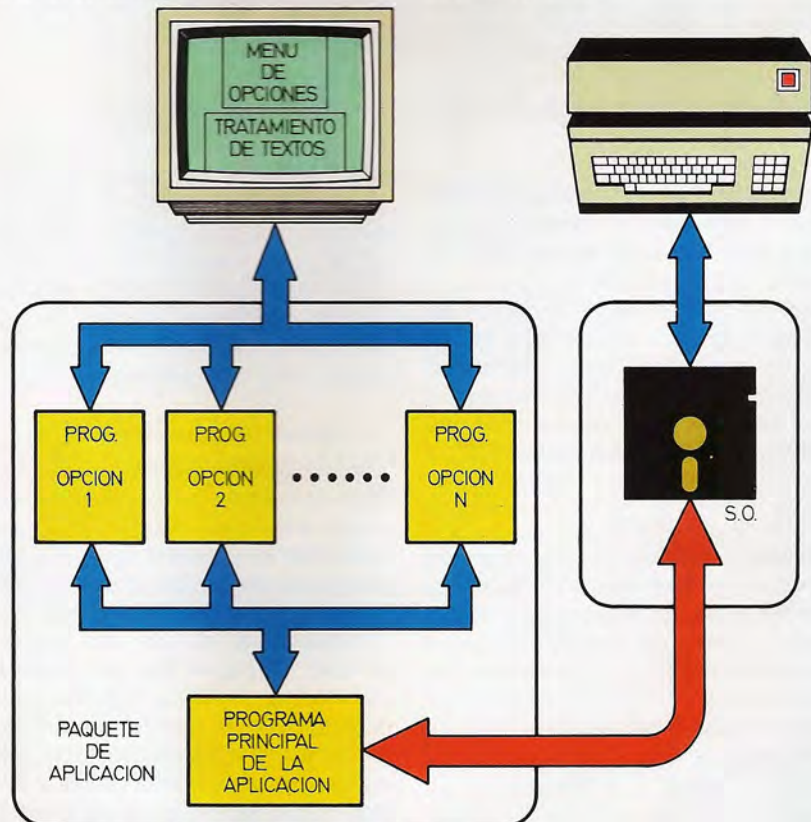 MENU
DE
OPCIONES
TRATAMIENTO
DE TEXTOS
PROG.
OPCION
1
PROG.
OPCION
2
PROG.
OPCION
N
S.O.
PAQUETE
DE
APLICACION
PROGRAMA
PRINCIPAL
DE LA
APLICACION